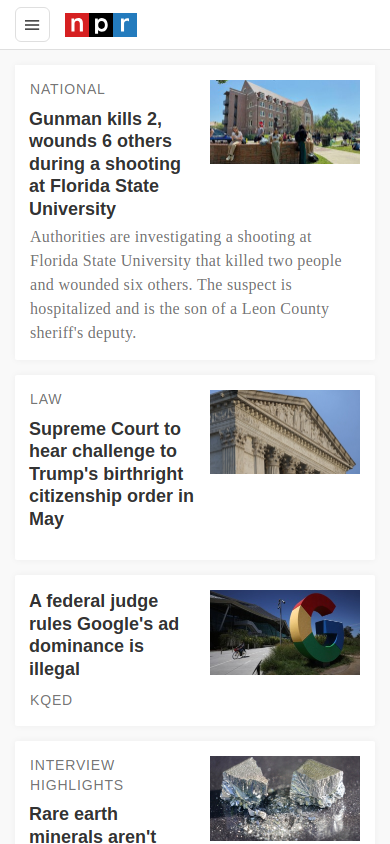 npr
NATIONAL
Gunman kills 2,
wounds 6 others
during a shooting
at Florida State
University
Authorities are investigating a shooting at
Florida State University that killed two people
and wounded six others. The suspect is
hospitalized and is the son of a Leon County
sheriff's deputy.
LAW
Supreme Court to
hear challenge to
Trump's birthright
citizenship order in
May
A federal judge
rules Google's ad
dominance is
illegal
KQED
INTERVIEW
HIGHLIGHTS
Rare earth
minerals aren't